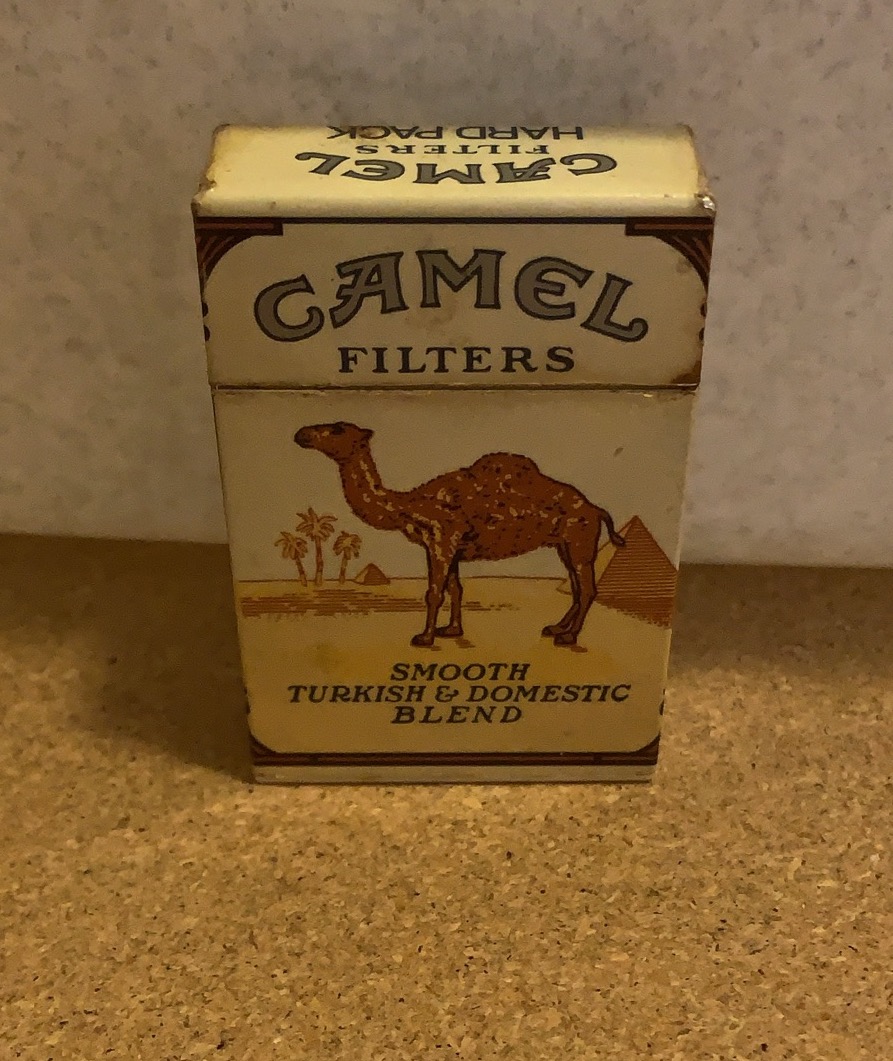 HARD PACK
FILTERS
CAMEL
CAMEL
FILTERS
SMOOTH
TURKISH & DOMESTIC
BLEND